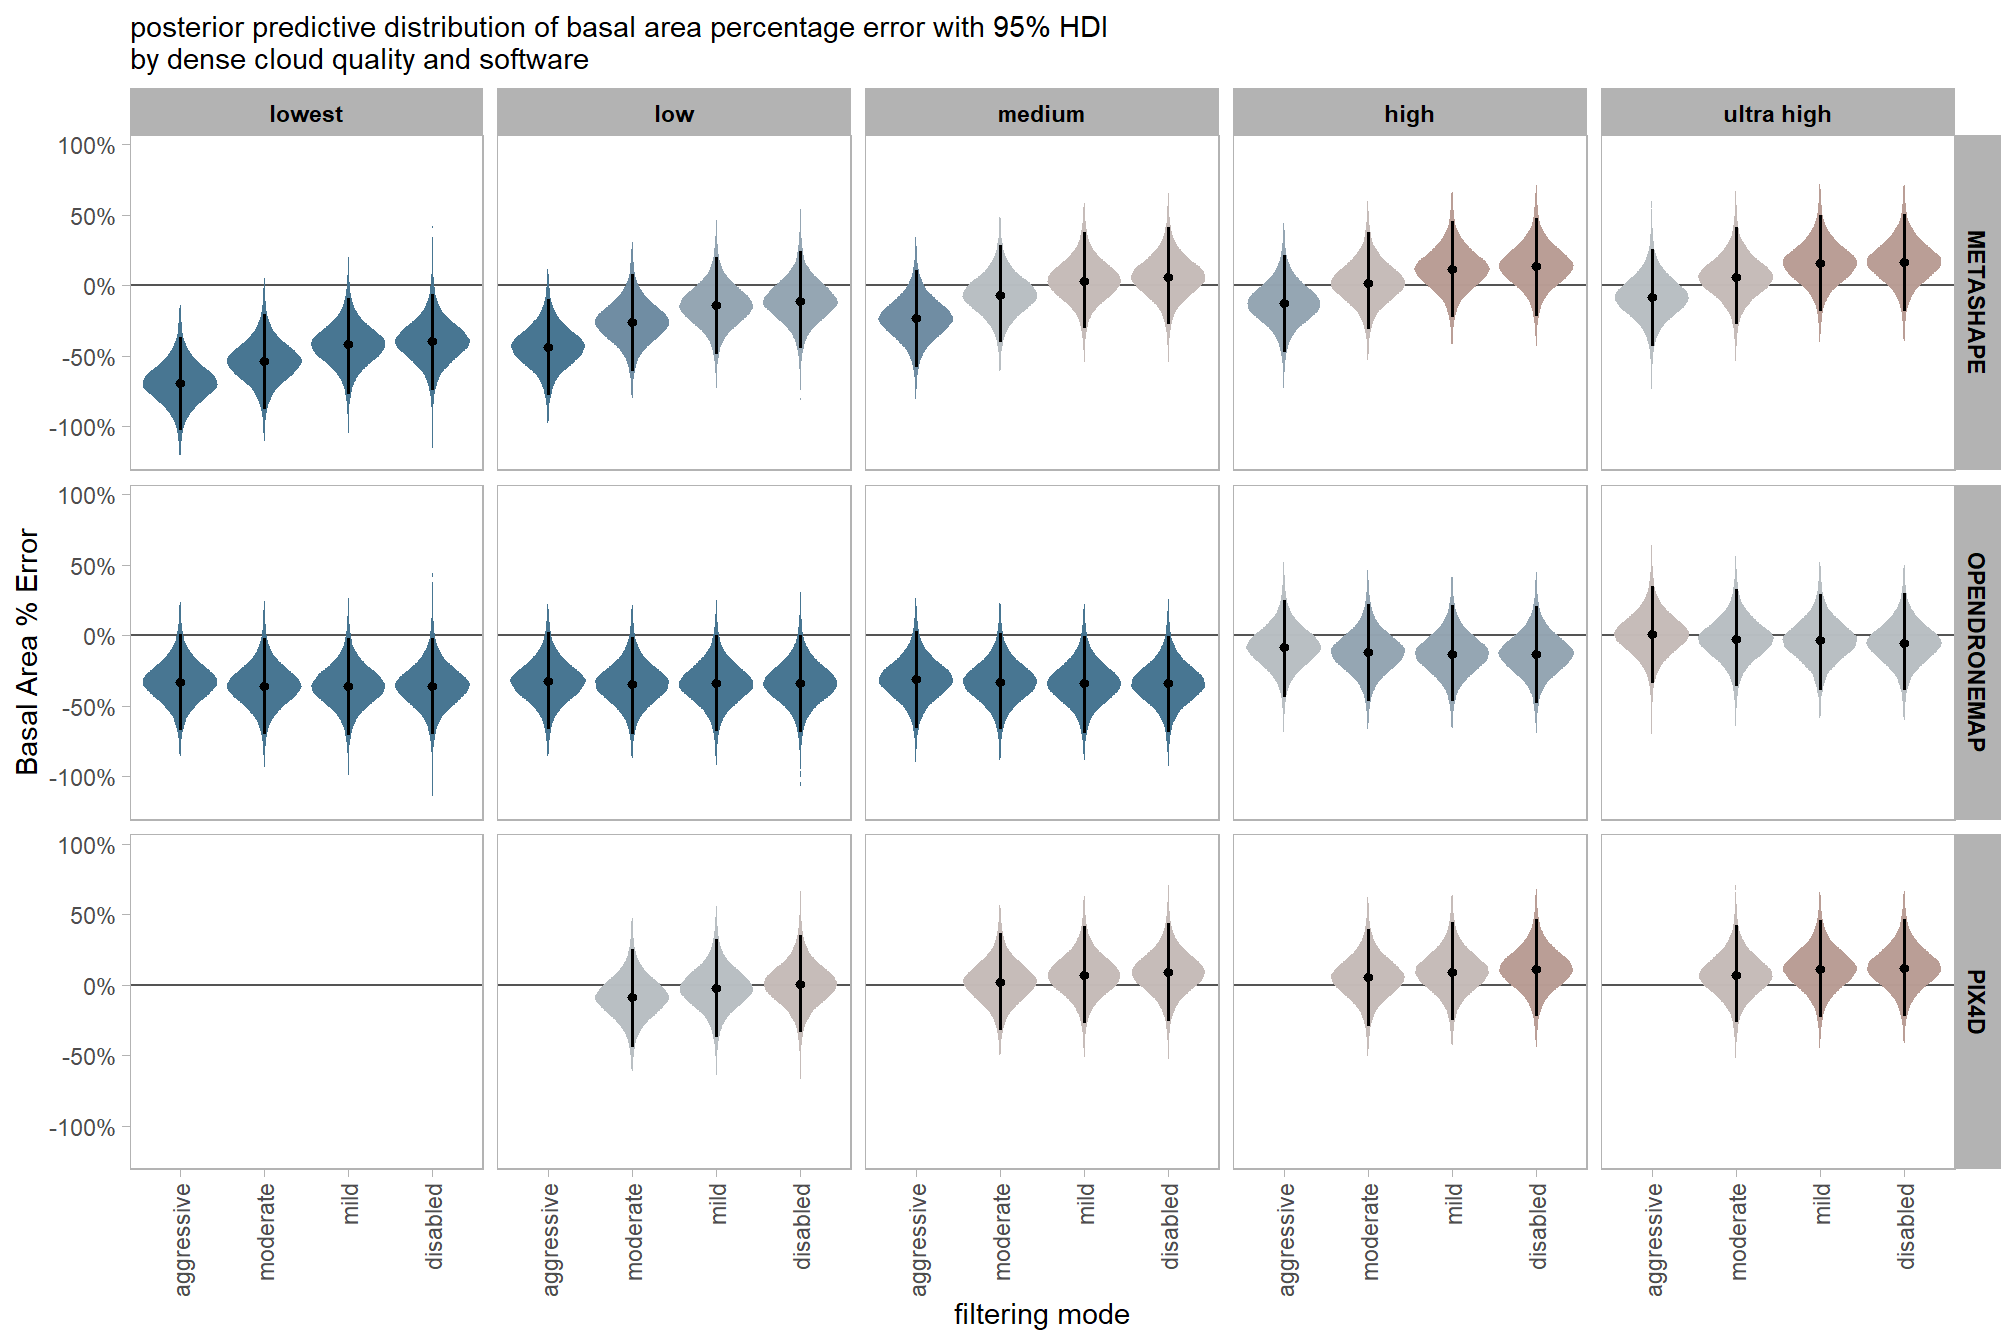 posterior predictive distribution of basal area percentage error with 95% HDI
by dense cloud quality and software
lowest low medium high ultra high
100%
50%
0%
-50%
-100%
METASHAPE
100%
50%
0%
-50%
-100%
OPENDRONEMAP
100%
50%
0%
-50%
-100%
PIX4D
Basal Area % Error
aggressive moderate mild disabled aggressive moderate mild disabled aggressive moderate mild disabled aggressive moderate mild disabled aggressive moderate mild disabled
filtering mode